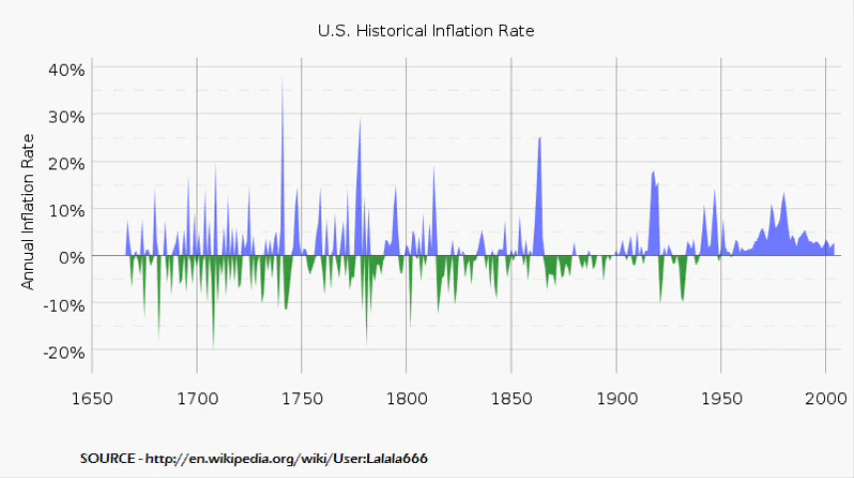 U.S. Historical Inflation Rate
Annual Inflation Rate
40%
30%
20%
10%
0%
-10%
-20%
1650 1700 1750 1800 1850 1900 1950 2000
SOURCE - http://en.wikipedia.org/wiki/User:Lalala666